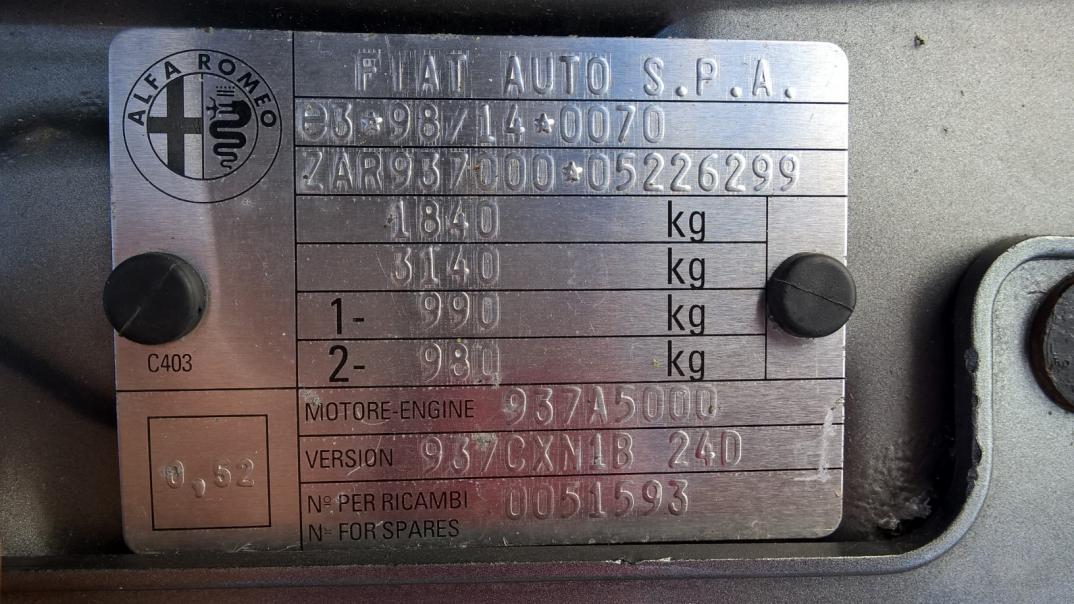 ALFA ROMEO
FIAT AUTO S.P.A.
e3*98/14*0070
ZAR937000*05226299
1840 kg
3140 kg
1- 990 kg
2- 980 kg
C403
MOTORE-ENGINE 937A5000
VERSION 937CXN1B 24D
0,52
Nº PER RICAMBI 0051593
Nº FOR SPARES